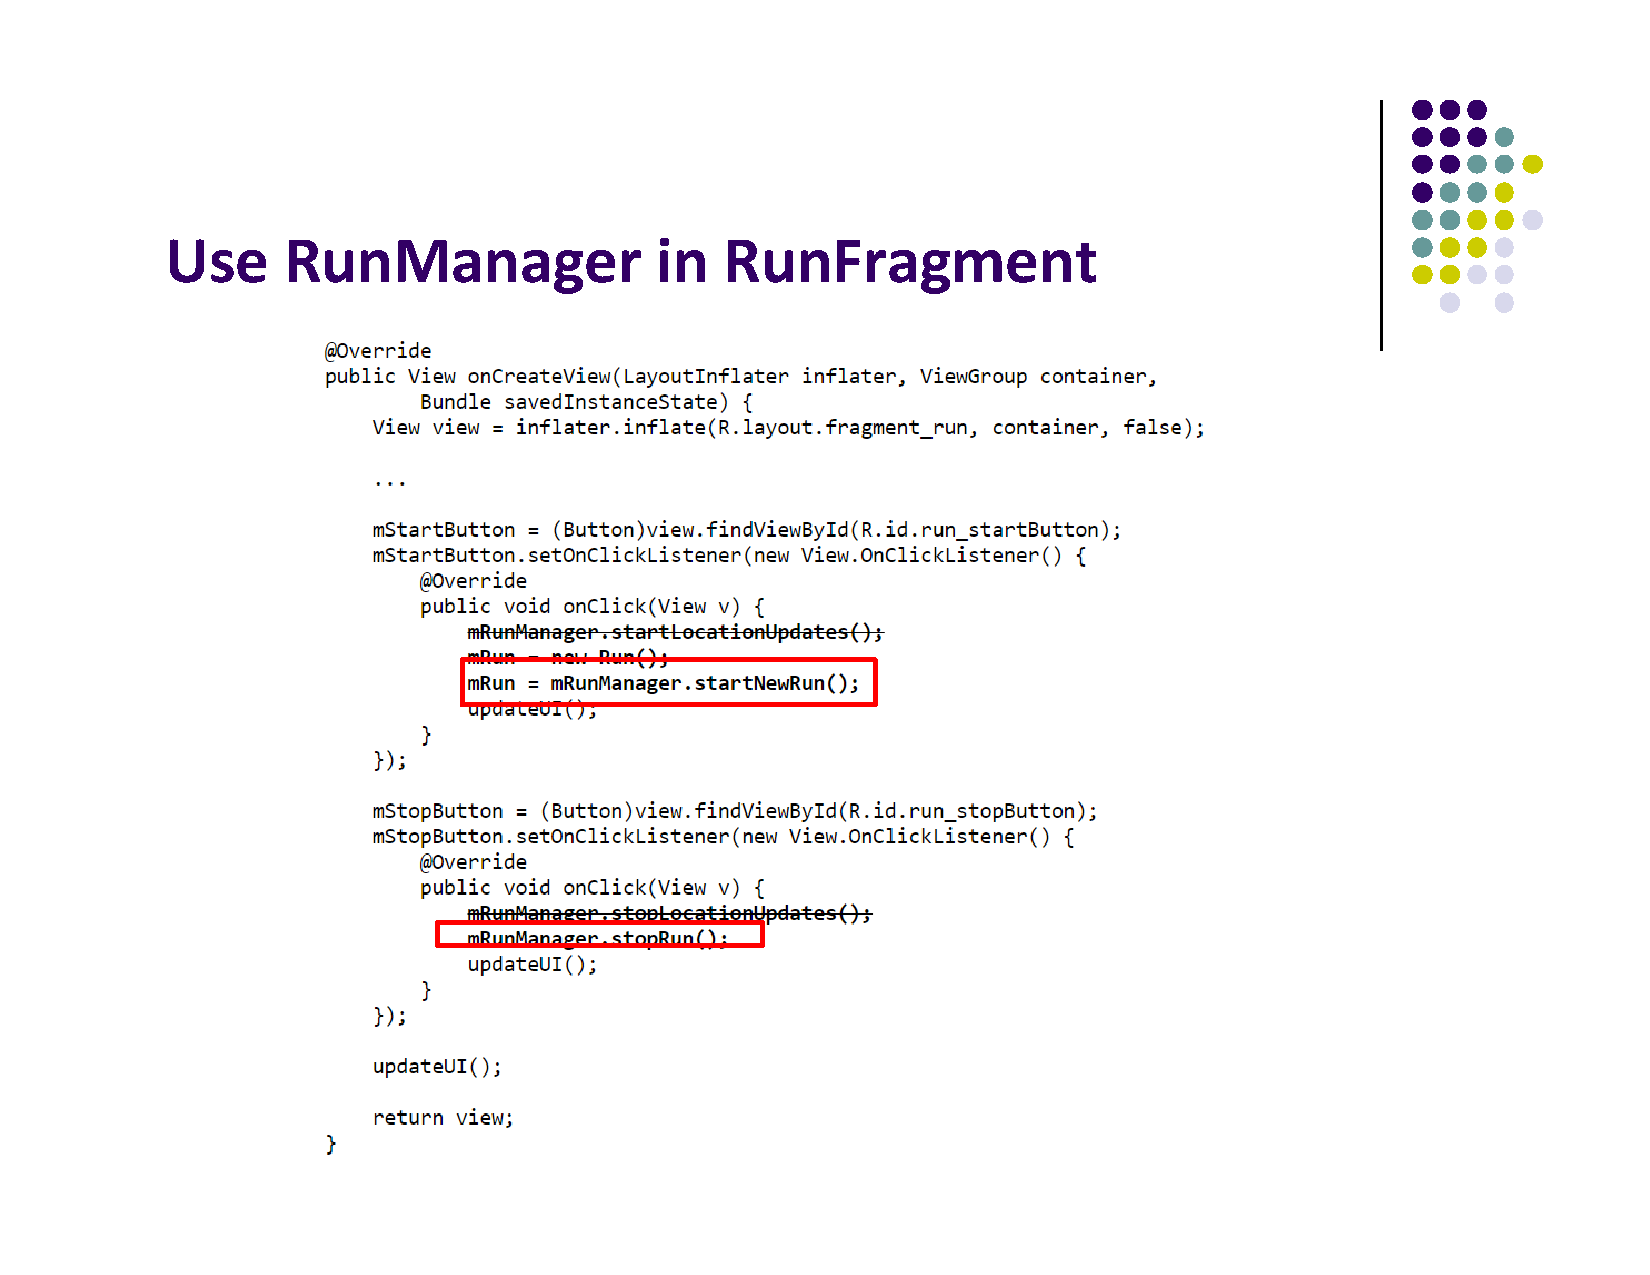 Use RunManager in RunFragment
@Override
public View onCreateView(LayoutInflater inflater, ViewGroup container,
        Bundle savedInstanceState) {
    View view = inflater.inflate(R.layout.fragment_run, container, false);
    ...
    mStartButton = (Button)view.findViewById(R.id.run_startButton);
    mStartButton.setOnClickListener(new View.OnClickListener() {
        @Override
        public void onClick(View v) {
            mRunManager.startLocationUpdates();
            mRun = new Run();
            mRun = mRunManager.startNewRun();
            updateUI();
        }
    });
    mStopButton = (Button)view.findViewById(R.id.run_stopButton);
    mStopButton.setOnClickListener(new View.OnClickListener() {
        @Override
        public void onClick(View v) {
            mRunManager.stopLocationUpdates();
            mRunManager.stopRun();
            updateUI();
        }
    });
    updateUI();
    return view;
}